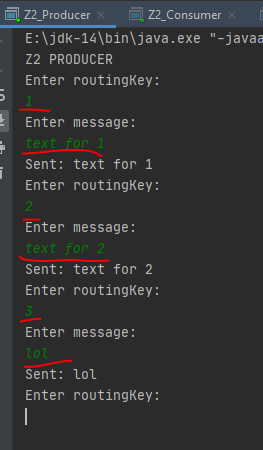 Z2_Producer Z2_Consumer
E:\jdk-14\bin\java.exe "-javaa
Z2 PRODUCER
Enter routingKey:
1
Enter message:
text for 1
Sent: text for 1
Enter routingKey:
2
Enter message:
text for 2
Sent: text for 2
Enter routingKey:
3
Enter message:
lol
Sent: lol
Enter routingKey: